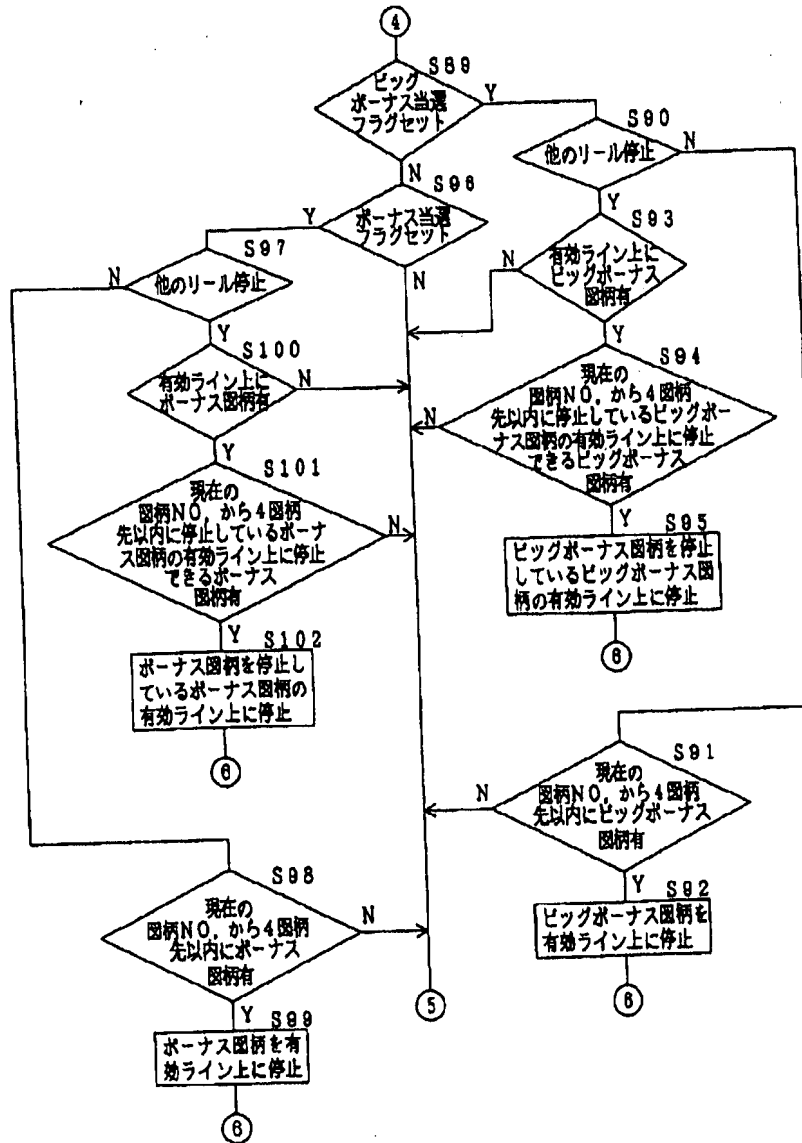 4
S89
ビッグ
ボーナス当選
フラグセット
Y
N
S90
他のリール停止
N
Y
S96
ボーナス当選
フラグセット
Y
N
S93
有効ライン上に
ビッグボーナス
図柄有
N
Y
S97
他のリール停止
N
Y
S100
有効ライン上に
ボーナス図柄有
N
Y
S94
現在の
図柄NO.から4図柄
先以内に停止しているビッグボー
ナス図柄の有効ライン上に停止
できるビッグボーナス
図柄有
N
Y
S101
現在の
図柄NO.から4図柄
先以内に停止しているボーナ
ス図柄の有効ライン上に停止
できるボーナス
図柄有
N
Y
S95
ビッグボーナス図柄を停止
しているビッグボーナス図
柄の有効ライン上に停止
6
S102
ボーナス図柄を停止し
ているボーナス図柄の
有効ライン上に停止
6
S91
現在の
図柄NO.から4図柄
先以内にビッグボーナス
図柄有
N
Y
S92
ビッグボーナス図柄を
有効ライン上に停止
6
S98
現在の
図柄NO.から4図柄
先以内にボーナス
図柄有
N
Y
S99
ボーナス図柄を有
効ライン上に停止
6
5